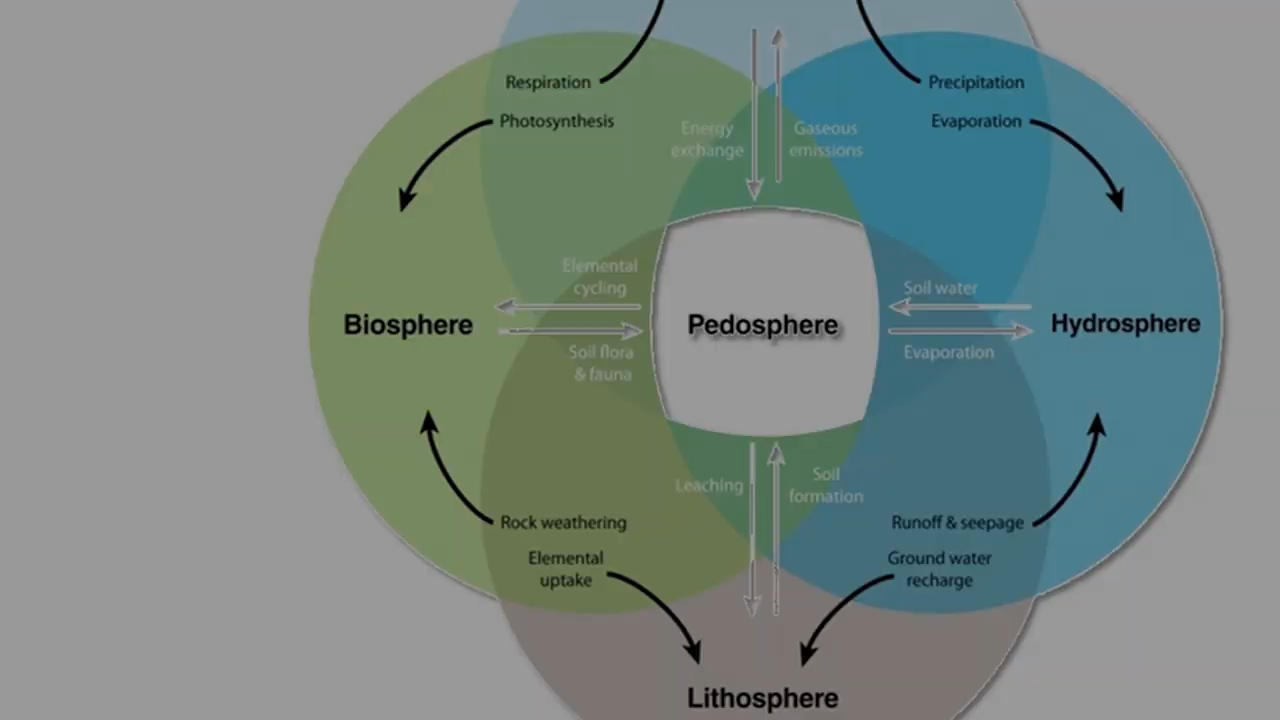 Respiration
Precipitation
Photosynthesis
Evaporation
Energy
exchange
Gaseous
emissions
Elemental
cycling
Soil water
Biosphere
Pedosphere
Hydrosphere
Soil flora
& fauna
Evaporation
Leaching
Soil
formation
Rock weathering
Runoff & seepage
Elemental
uptake
Ground water
recharge
Lithosphere